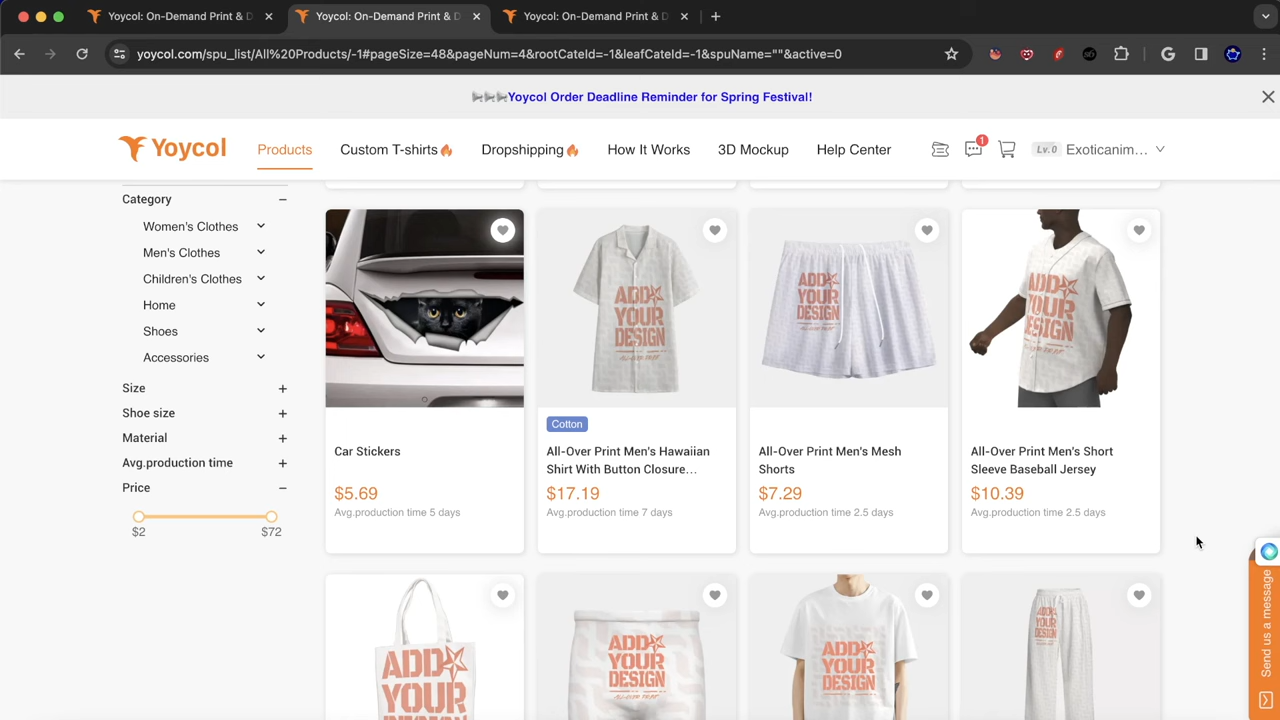 Yoycol: On-Demand Print & D
Yoycol: On-Demand Print & D
Yoycol: On-Demand Print & D
yoycol.com/spu_list/All%20Products/-1#pageSize=48&pageNum=4&rootCateId=-1&leafCateId=-1&spuName=""&active=0
Yoycol Order Deadline Reminder for Spring Festival!
Yoycol
Products
Custom T-shirts
Dropshipping
How It Works
3D Mockup
Help Center
1
Lv.0
Exoticanim...
Category
Women's Clothes
Men's Clothes
Children's Clothes
Home
Shoes
Accessories
Size
Shoe size
Material
Avg.production time
Price
$2
$72
Car Stickers
$5.69
Avg.production time 5 days
ADD
YOUR
DESIGN
Cotton
All-Over Print Men's Hawaiian
Shirt With Button Closure...
$17.19
Avg.production time 7 days
ADD
YOUR
DESIGN
All-Over Print Men's Mesh
Shorts
$7.29
Avg.production time 2.5 days
ADD
YOUR
DESIGN
All-Over Print Men's Short
Sleeve Baseball Jersey
$10.39
Avg.production time 2.5 days
ADD
YOUR
ADD
YOUR
DESIGN
ADD
YOUR
DESIGN
ADD
YOUR
DESIGN
Send us a message